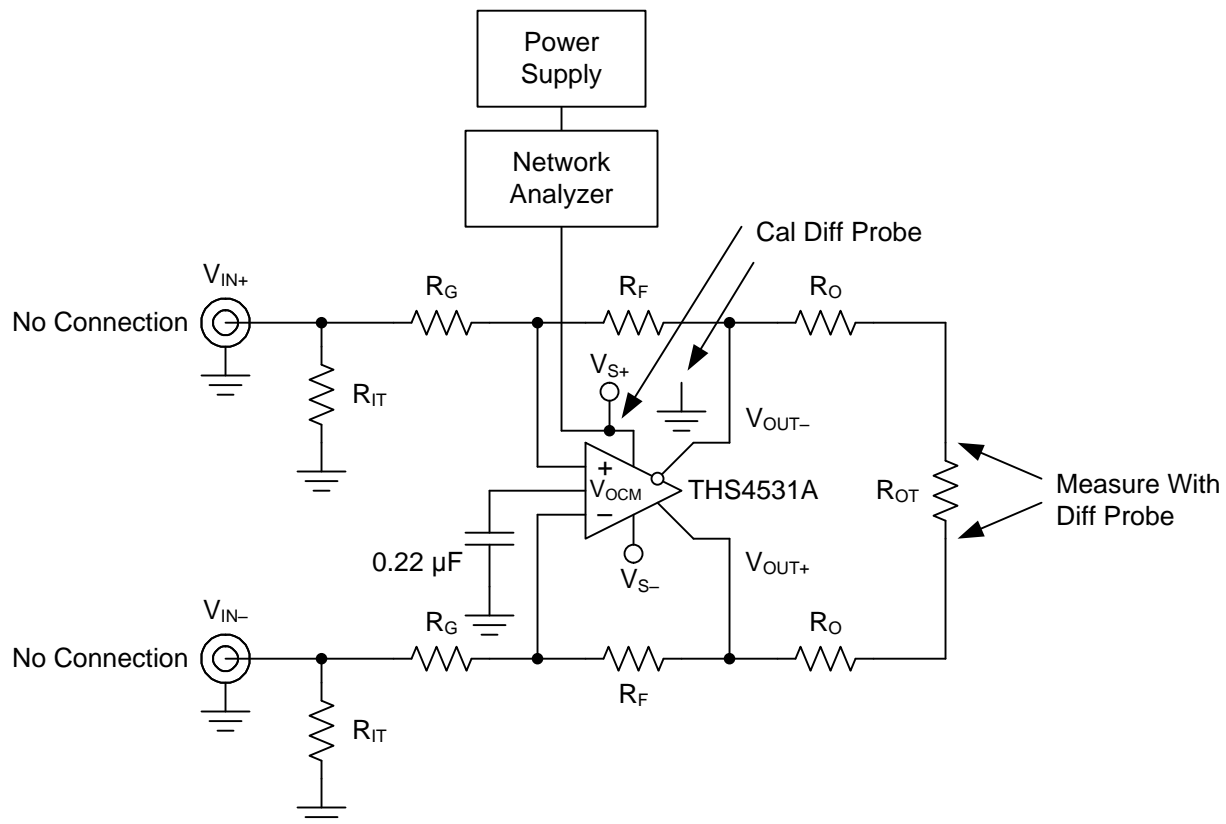 Power
Supply
Network
Analyzer
Cal Diff Probe
V_IN+
R_G
R_F
R_O
No Connection
V_S+
R_IT
V_OUT–
+
V_OCM
–
THS4531A
R_OT
Measure With
Diff Probe
0.22 µF
V_S–
V_OUT+
V_IN–
R_G
R_O
No Connection
R_F
R_IT